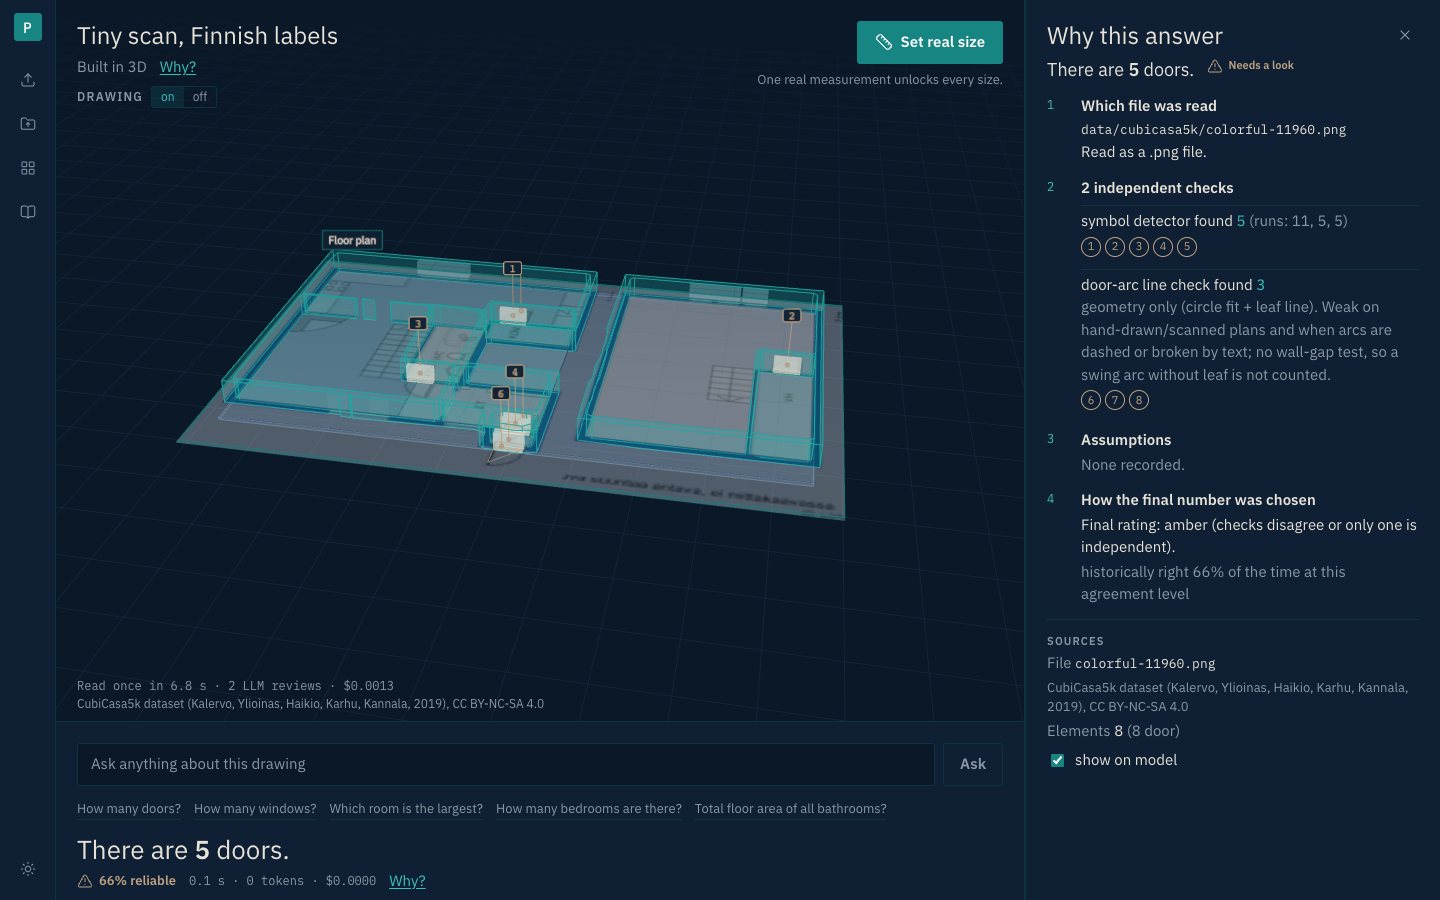 P
Tiny scan, Finnish labels
Built in 3D Why?
DRAWING on off
Set real size
One real measurement unlocks every size.
Floor plan
1
2
3
4
6
Read once in 6.8 s · 2 LLM reviews · $0.0013
CubiCasa5k dataset (Kalervo, Ylioinas, Haikio, Karhu, Kannala, 2019), CC BY-NC-SA 4.0
Ask anything about this drawing
Ask
How many doors? How many windows? Which room is the largest? How many bedrooms are there? Total floor area of all bathrooms?
There are 5 doors.
66% reliable 0.1 s · 0 tokens · $0.0000 Why?
Why this answer
There are 5 doors. Needs a look
1 Which file was read
data/cubicasa5k/colorful-11960.png
Read as a .png file.
2 2 independent checks
symbol detector found 5 (runs: 11, 5, 5)
1 2 3 4 5
door-arc line check found 3
geometry only (circle fit + leaf line). Weak on
hand-drawn/scanned plans and when arcs are
dashed or broken by text; no wall-gap test, so a
swing arc without leaf is not counted.
6 7 8
3 Assumptions
None recorded.
4 How the final number was chosen
Final rating: amber (checks disagree or only one is
independent).
historically right 66% of the time at this
agreement level
SOURCES
File colorful-11960.png
CubiCasa5k dataset (Kalervo, Ylioinas, Haikio, Karhu, Kannala,
2019), CC BY-NC-SA 4.0
Elements 8 (8 door)
show on model